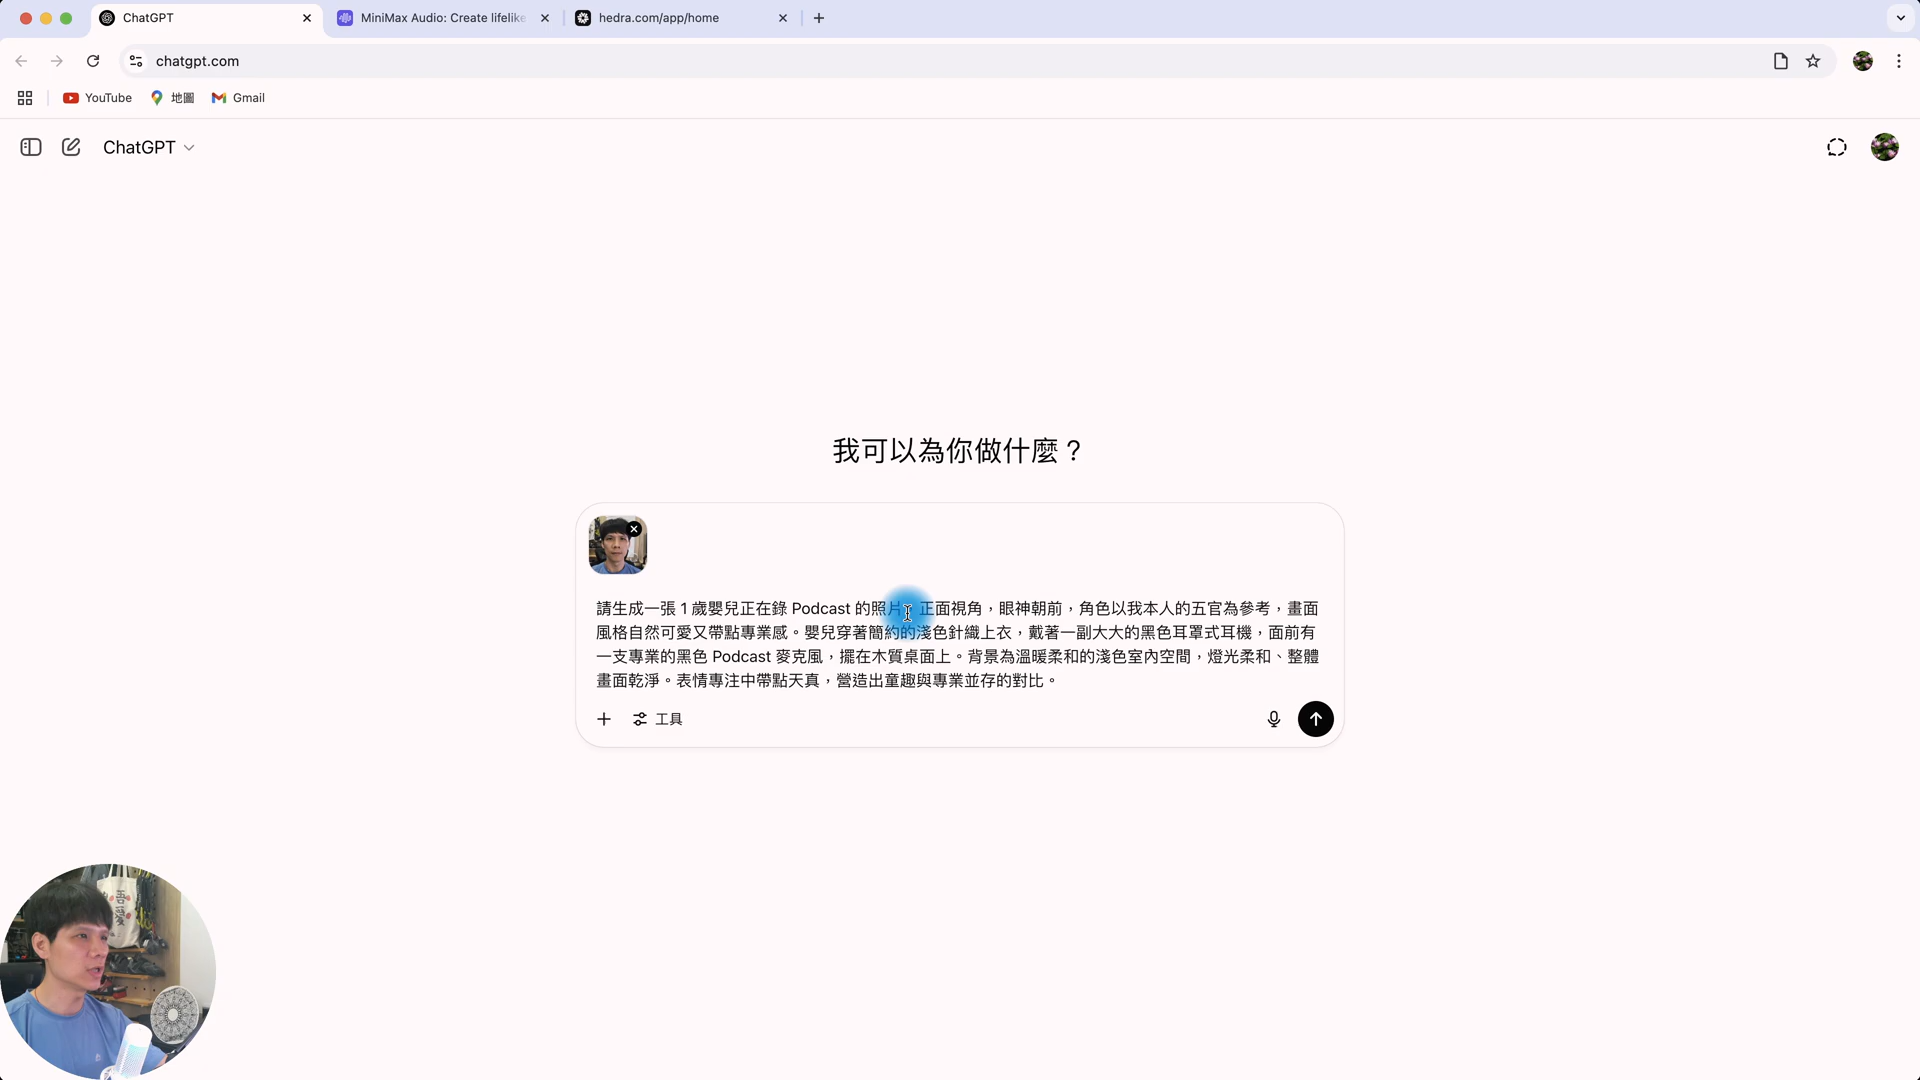 ChatGPT
MiniMax Audio: Create lifelike
hedra.com/app/home
chatgpt.com
YouTube
地圖
Gmail
ChatGPT
我可以為你做什麼？
請生成一張 1 歲嬰兒正在錄 Podcast 的照片，正面視角，眼神朝前，角色以我本人的五官為參考，畫面
風格自然可愛又帶點專業感。嬰兒穿著簡約的淺色針織上衣，戴著一副大大的黑色耳罩式耳機，面前有
一支專業的黑色 Podcast 麥克風，擺在木質桌面上。背景為溫暖柔和的淺色室內空間，燈光柔和、整體
畫面乾淨。表情專注中帶點天真，營造出童趣與專業並存的對比。
工具